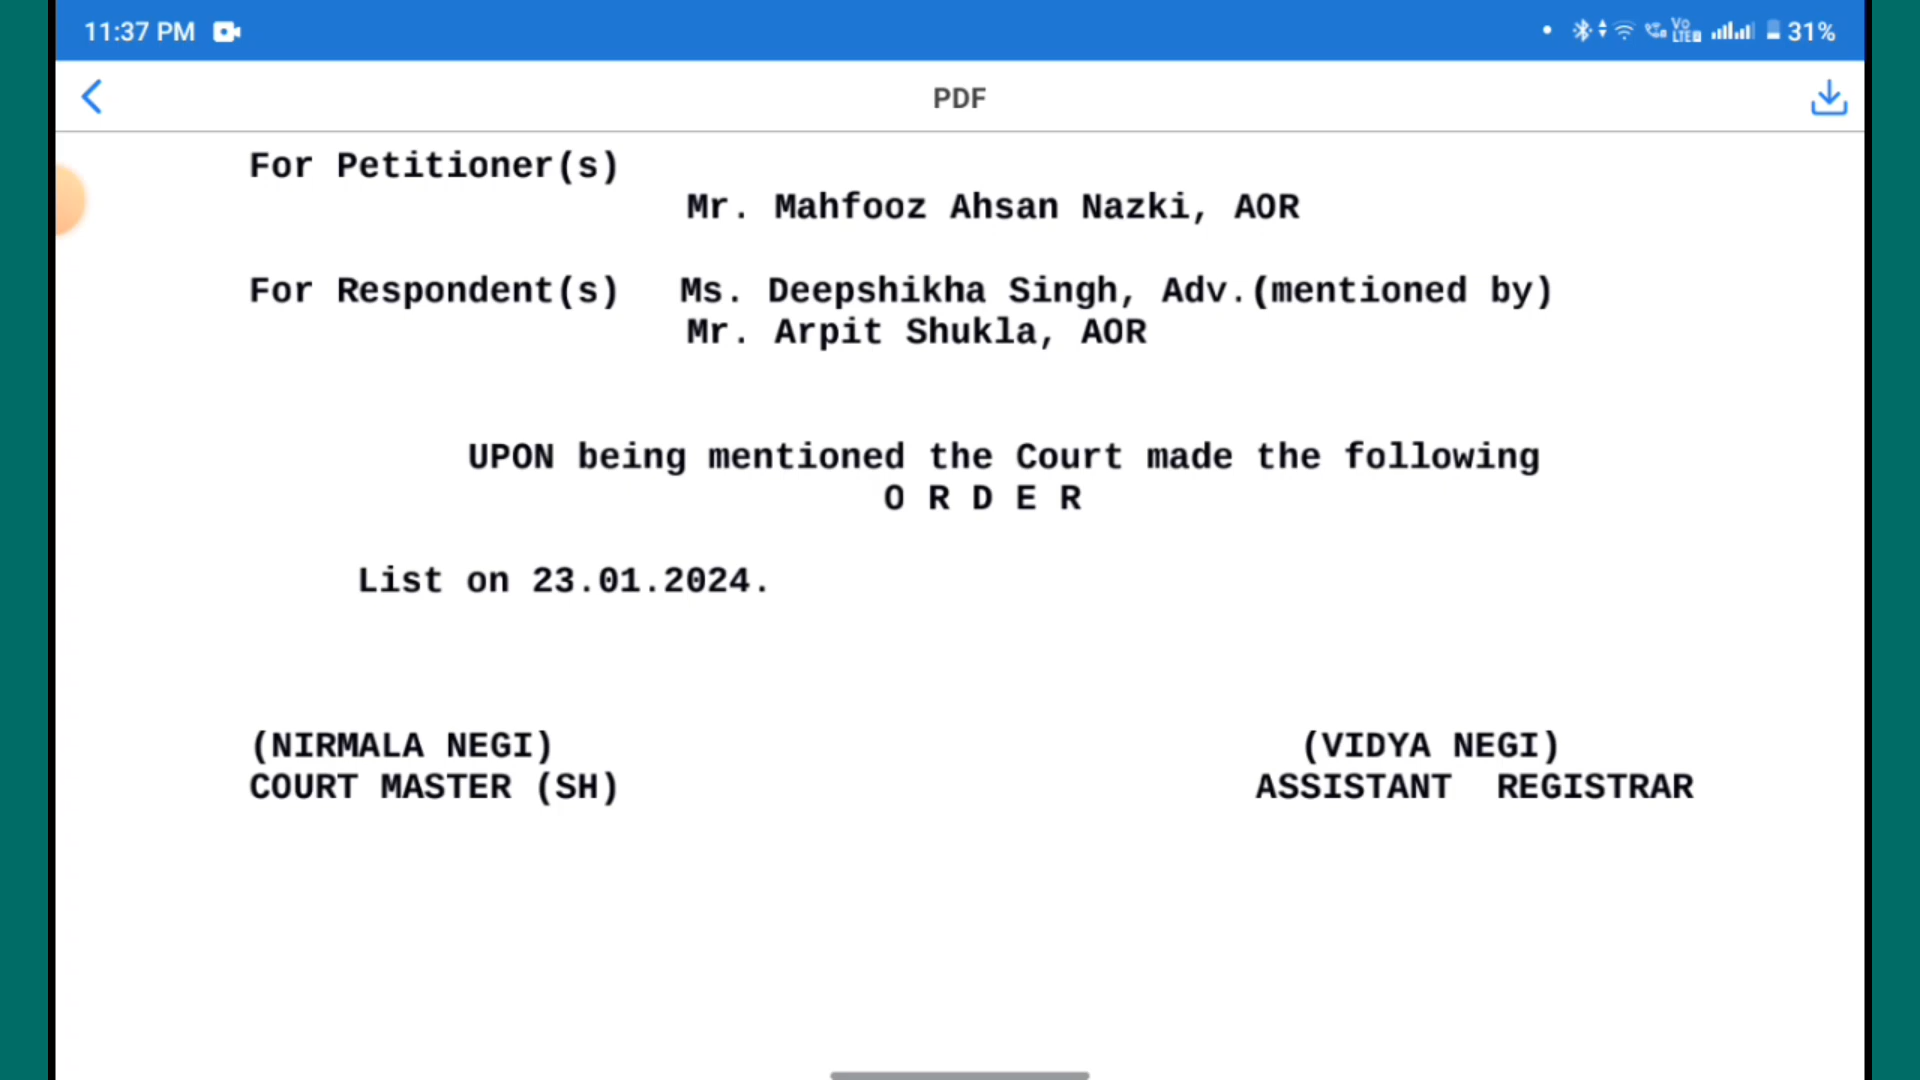 11:37 PM
Vo LTE 31%
PDF
For Petitioner(s)
Mr. Mahfooz Ahsan Nazki, AOR
For Respondent(s) Ms. Deepshikha Singh, Adv.(mentioned by)
Mr. Arpit Shukla, AOR
UPON being mentioned the Court made the following
O R D E R
List on 23.01.2024.
(NIRMALA NEGI) (VIDYA NEGI)
COURT MASTER (SH) ASSISTANT REGISTRAR